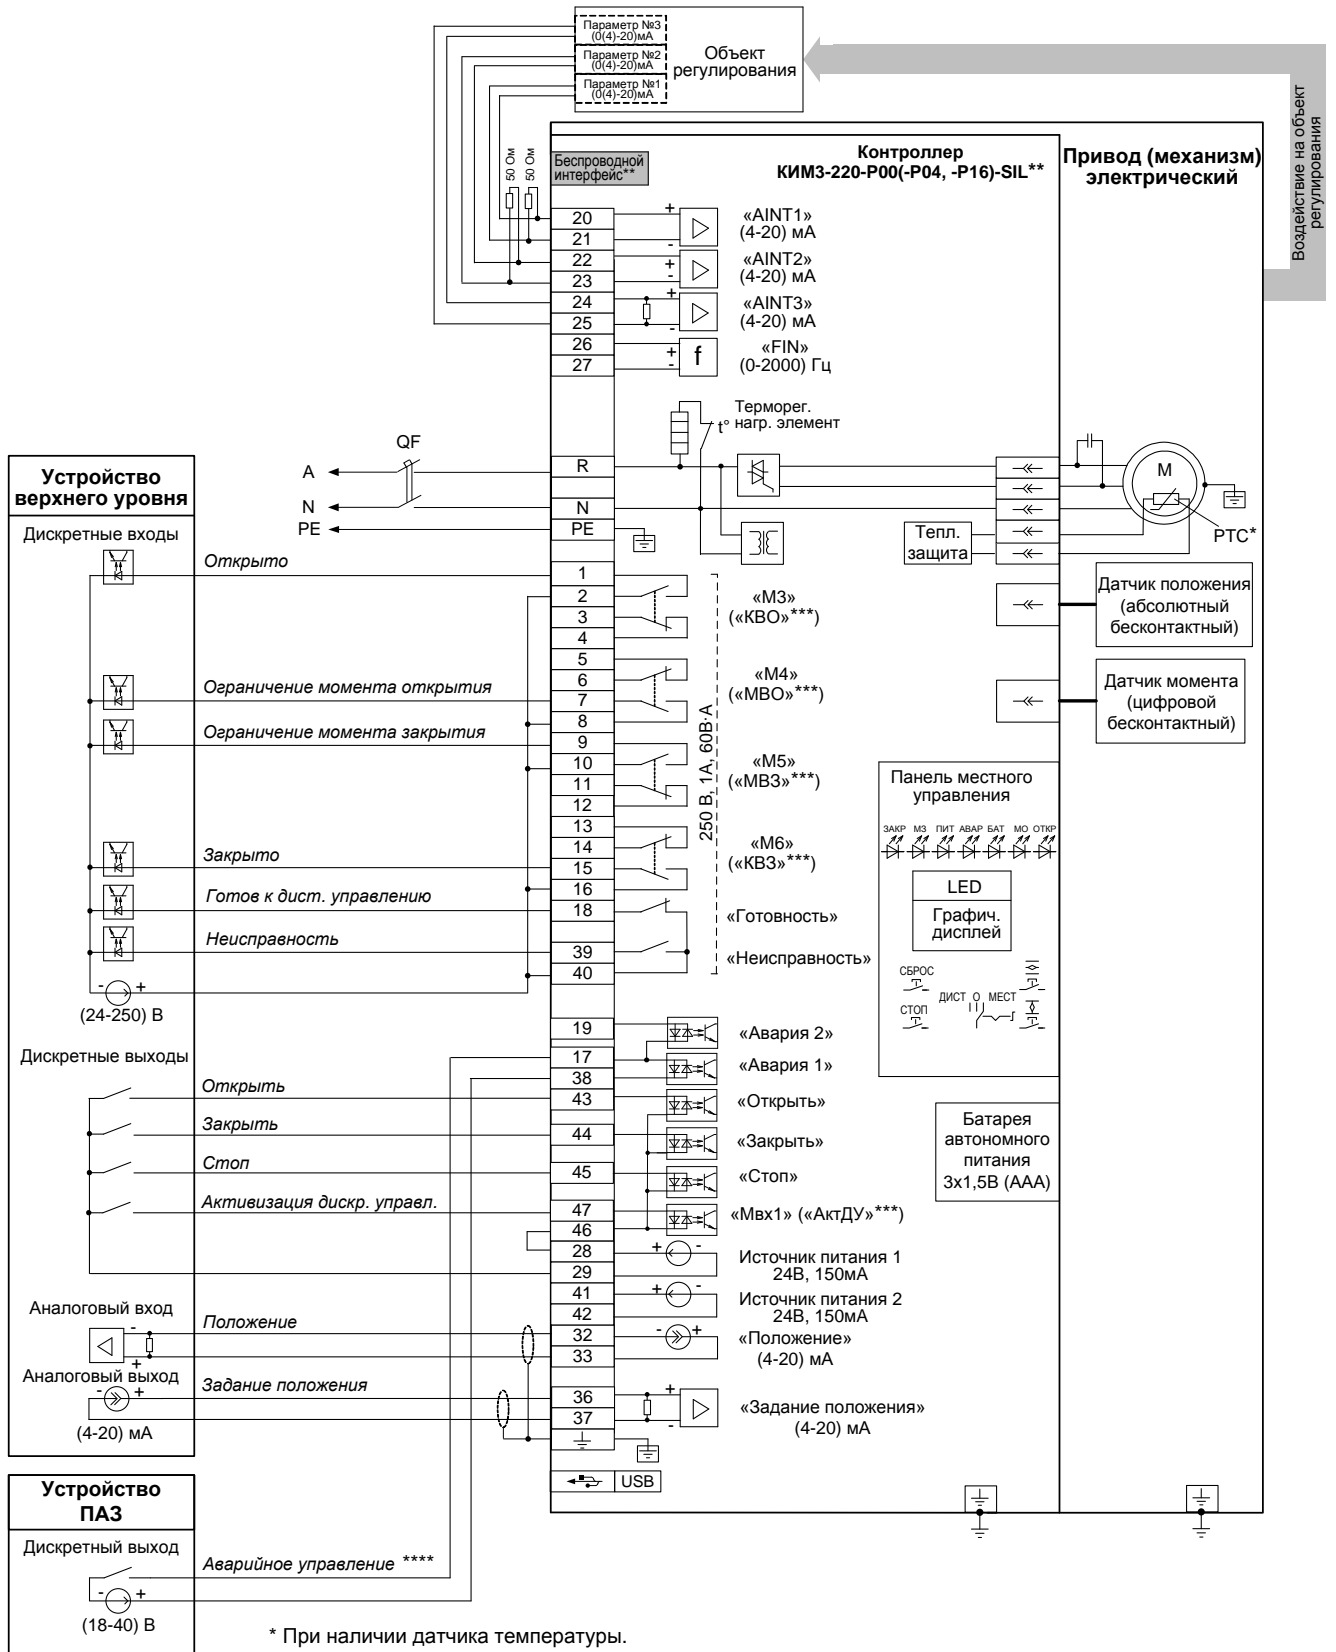 Параметр №3
(0(4)-20)мА
Параметр №2
(0(4)-20)мА
Параметр №1
(0(4)-20)мА
Объект
регулирования
Воздействие на объект
регулирования
50 Ом
50 Ом
Беспроводной
интерфейс**
Контроллер
КИМ3-220-Р00(-Р04, -Р16)-SIL**
Привод (механизм)
электрический
20
21
22
23
24
25
26
27
+
-
«AINT1»
(4-20) мА
+
-
«AINT2»
(4-20) мА
+
-
«AINT3»
(4-20) мА
+
-
f
«FIN»
(0-2000) Гц
Терморег.
t° нагр. элемент
QF
A
N
PE
R
N
PE
M
PTC*
Тепл.
защита
Датчик положения
(абсолютный
бесконтактный)
Датчик момента
(цифровой
бесконтактный)
Устройство
верхнего уровня
Дискретные входы
Открыто
Ограничение момента открытия
Ограничение момента закрытия
Закрыто
Готов к дист. управлению
Неисправность
- +
(24-250) В
1
2
3
4
5
6
7
8
9
10
11
12
13
14
15
16
18
39
40
«М3»
(«КВО»***)
«М4»
(«МВО»***)
«М5»
(«МВЗ»***)
«М6»
(«КВЗ»***)
«Готовность»
«Неисправность»
250 В, 1А, 60В·А
Панель местного
управления
ЗАКР МЗ ПИТ АВАР БАТ МО ОТКР
LED
Графич.
дисплей
СБРОС
СТОП
ДИСТ О МЕСТ
Батарея
автономного
питания
3x1,5В (ААА)
Дискретные выходы
Открыть
Закрыть
Стоп
Активизация дискр. управл.
19
17
38
43
44
45
47
46
28
29
41
42
32
33
36
37
«Авария 2»
«Авария 1»
«Открыть»
«Закрыть»
«Стоп»
«Мвх1» («АктДУ»***)
+ -
Источник питания 1
24В, 150мА
+ -
Источник питания 2
24В, 150мА
- +
«Положение»
(4-20) мА
+
-
«Задание положения»
(4-20) мА
USB
Аналоговый вход
-
+
Положение
Аналоговый выход
- +
Задание положения
(4-20) мА
Устройство
ПАЗ
Дискретный выход
Аварийное управление ****
- +
(18-40) В
* При наличии датчика температуры.